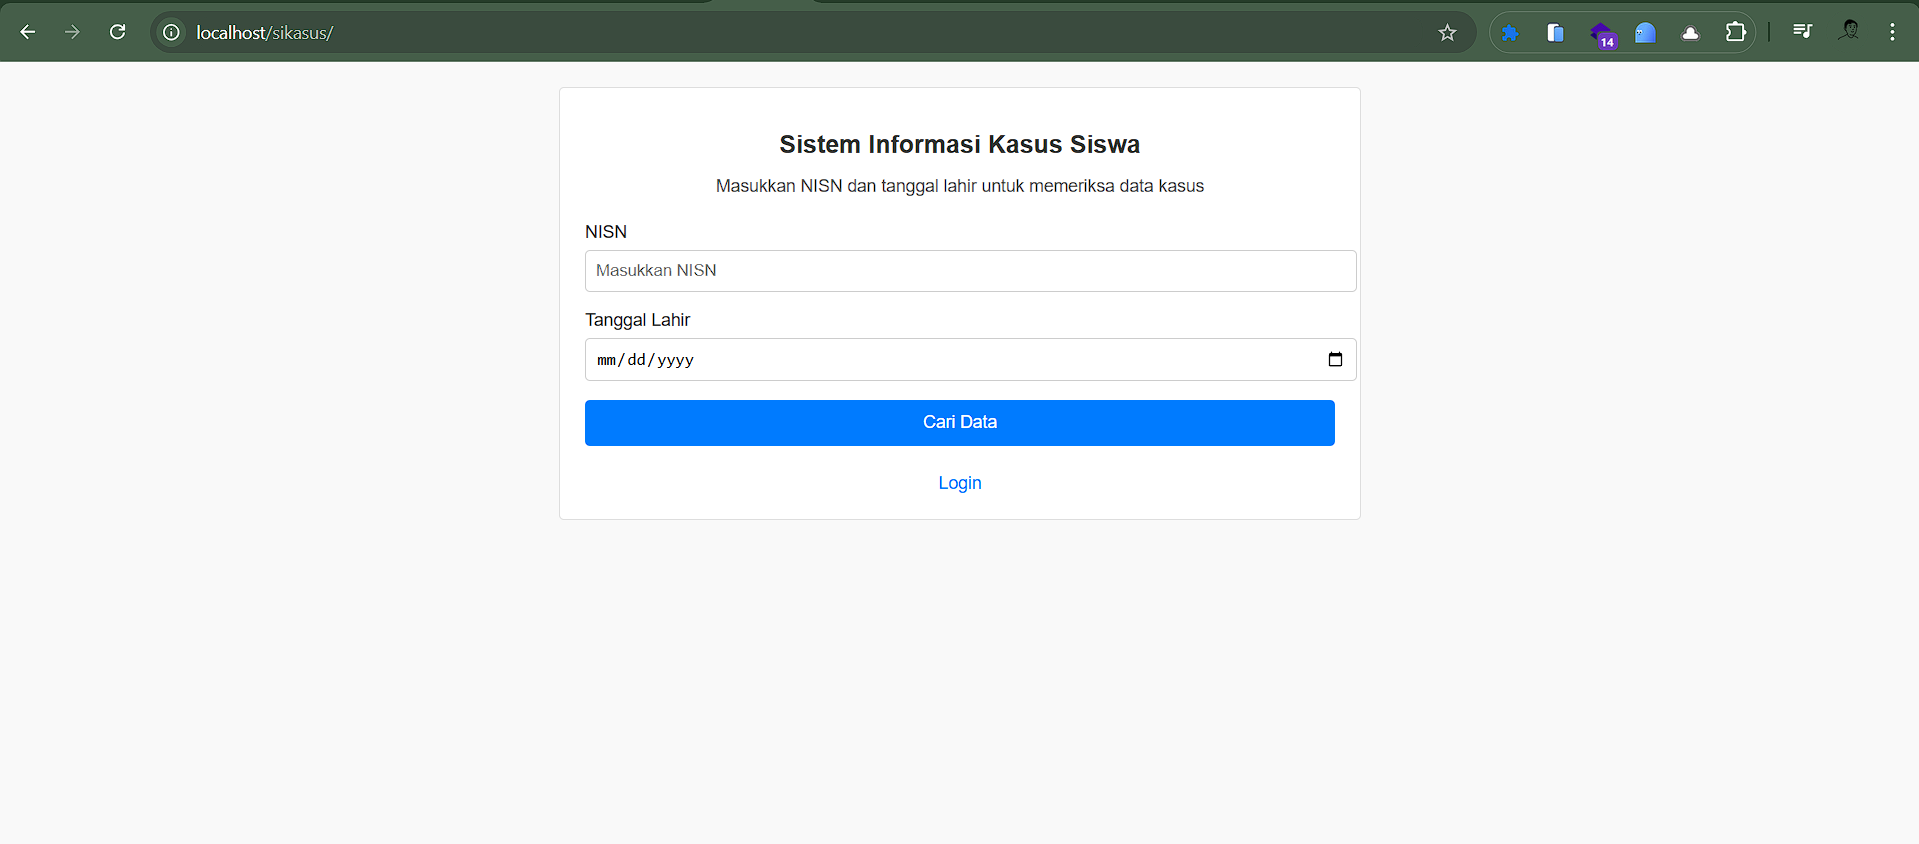 localhost/sikasus/
14
Sistem Informasi Kasus Siswa
Masukkan NISN dan tanggal lahir untuk memeriksa data kasus
NISN
Masukkan NISN
Tanggal Lahir
mm/dd/yyyy
Cari Data
Login